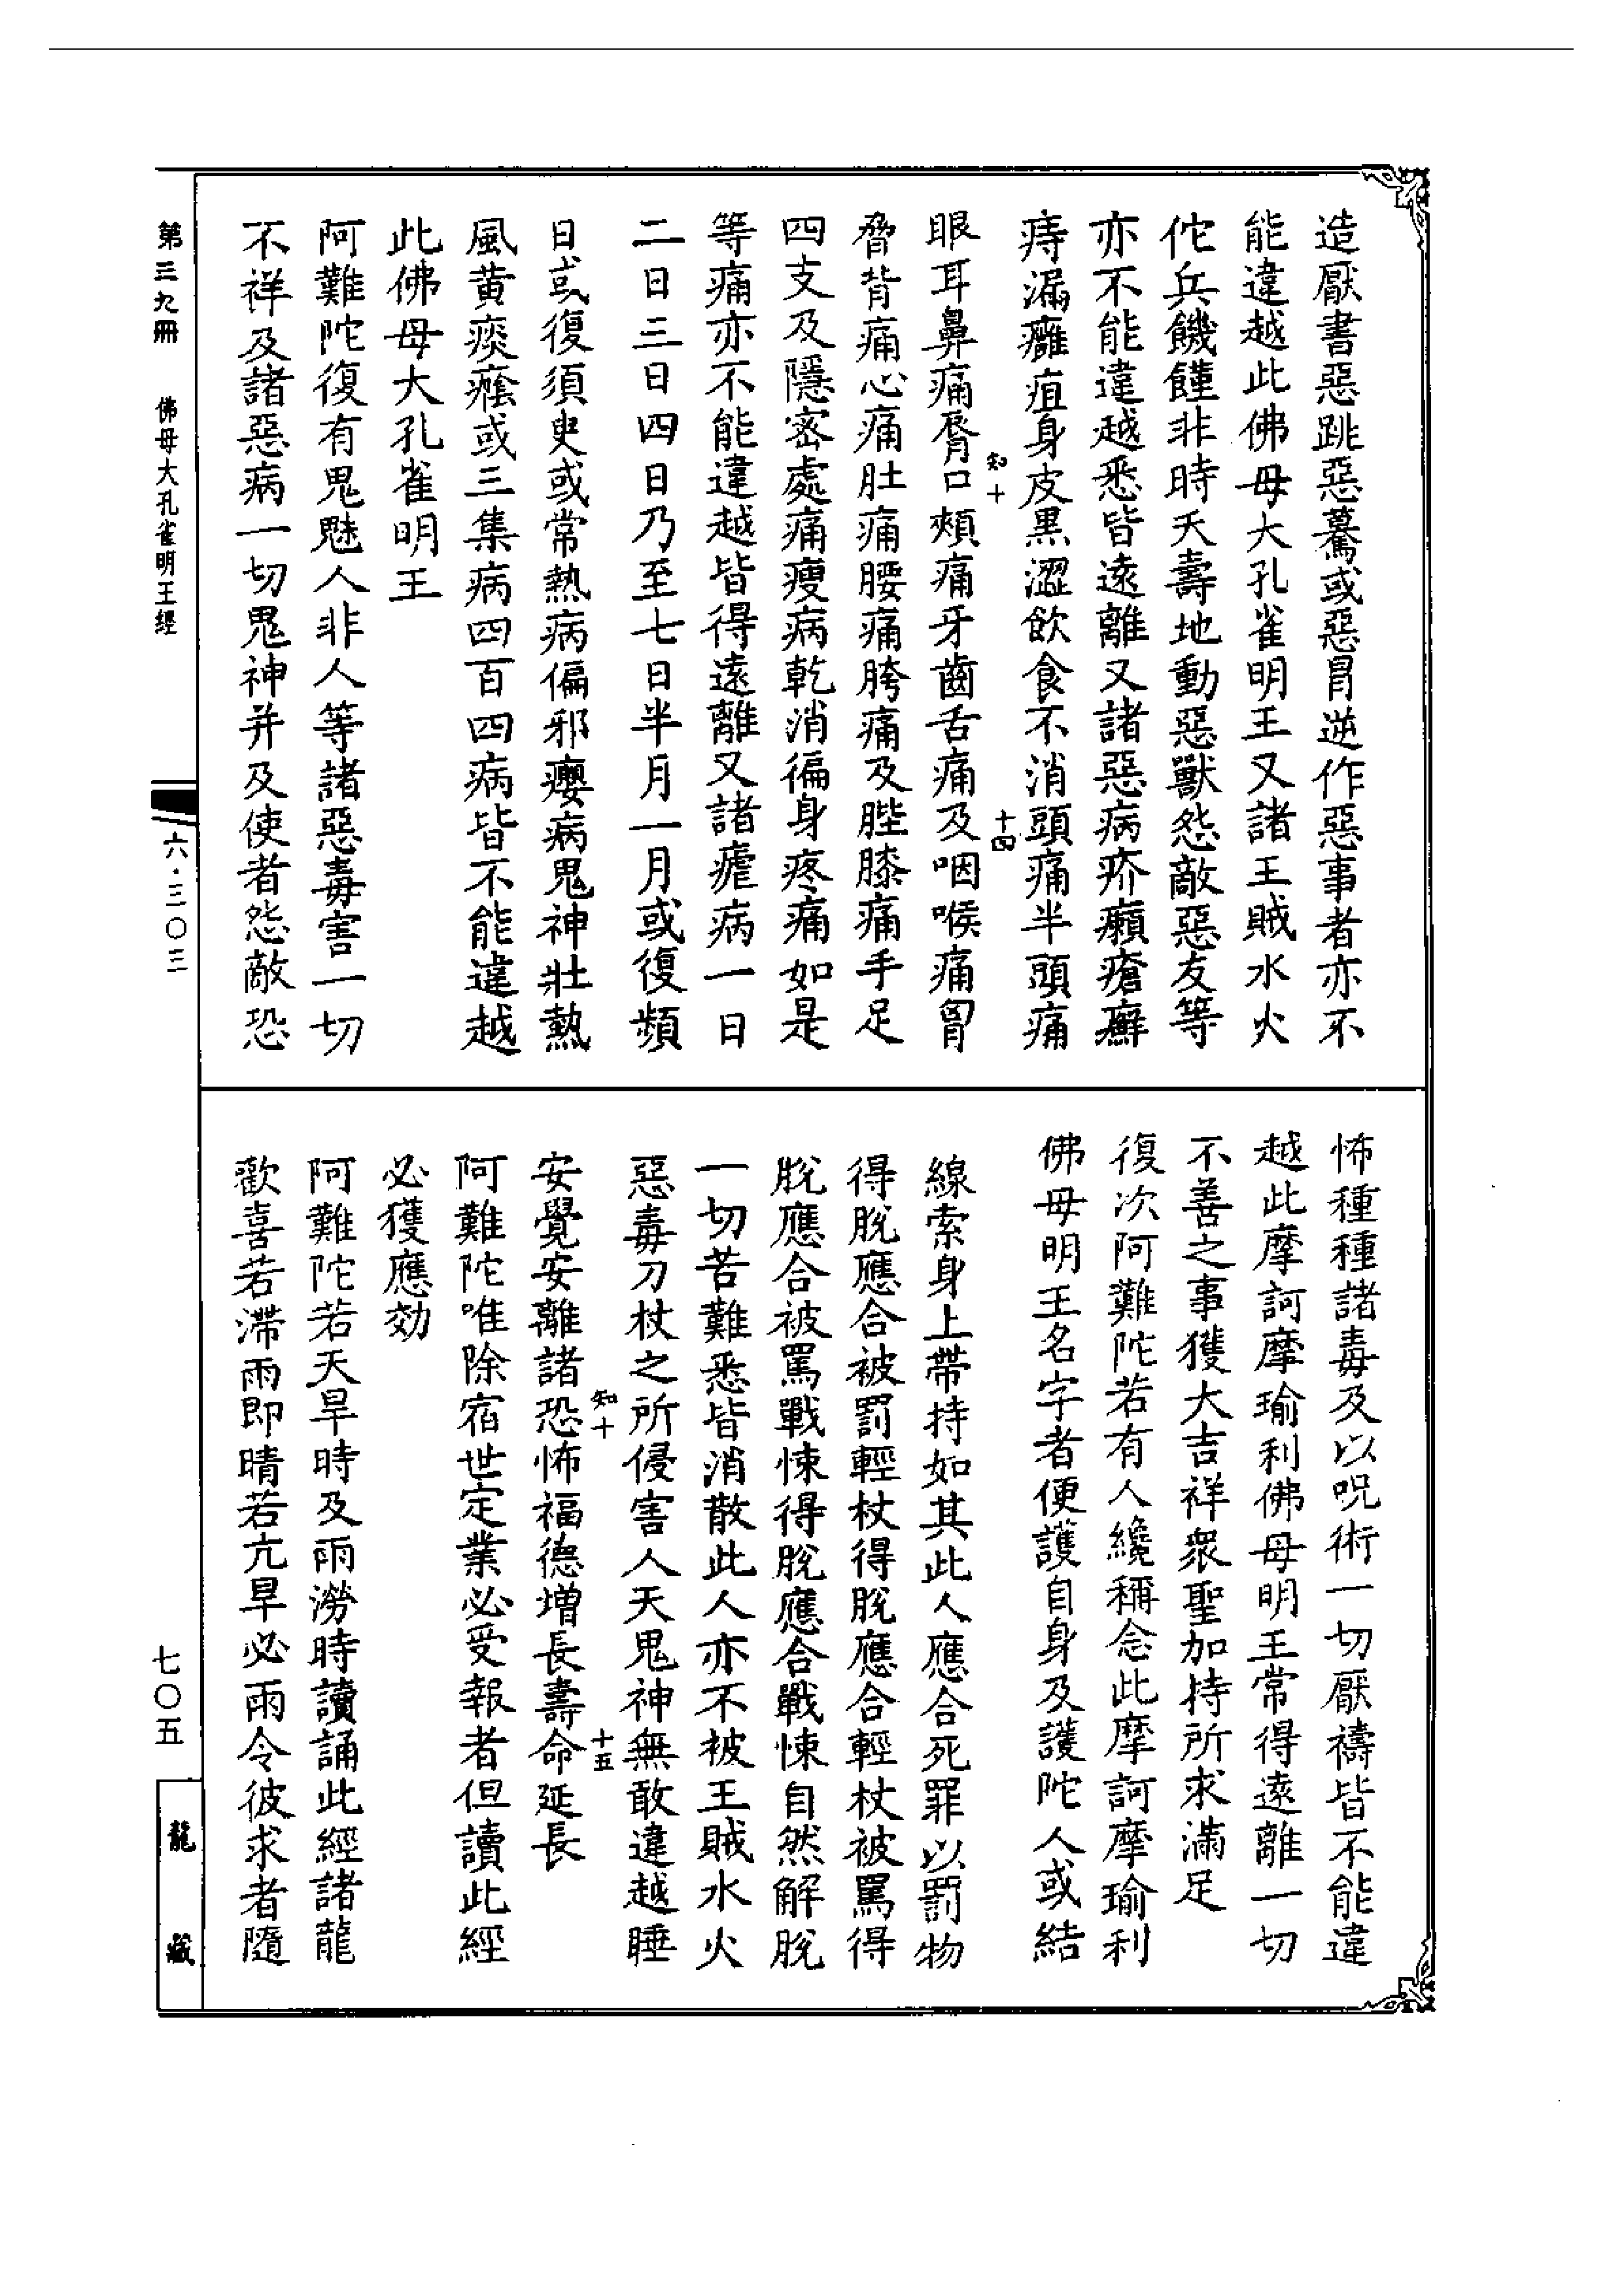 造厭書惡跳惡驀或惡冒逆作惡事者亦不
能違越此佛母大孔雀明王又諸王賊水火
佗兵饑饉非時夭壽地動惡獸怨敵惡友等
亦不能違越悉皆遠離又諸惡病疥癩瘡癬
痔漏癰疽身皮黑澀飲食不消頭痛半頭痛
知十
十四
眼耳鼻痛脣口頰痛牙齒舌痛及咽喉痛胷
脅背痛心痛肚痛腰痛胯痛及䏶膝痛手足
四支及隱密處痛瘦病乾消徧身疼痛如是
等痛亦不能違越皆得遠離又諸瘧病一日
二日三日四日乃至七日半月一月或復頻
日或復須臾或常熱病偏邪癭病鬼神壯熱
風黄痰癊或三集病四百四病皆不能違越
此佛母大孔雀明王
阿難陀復有鬼魅人非人等諸惡毒害一切
不祥及諸惡病一切鬼神并及使者怨敵恐
怖種種諸毒及以呪術一切厭禱皆不能違
越此摩訶摩瑜利佛母明王常得遠離一切
不善之事獲大吉祥衆聖加持所求滿足
復次阿難陀若有人纔稱念此摩訶摩瑜利
佛母明王名字者便護自身及護陀人或結
線索身上帶持如其此人應合死罪以罰物
得脫應合被罰輕杖得脫應合輕杖被罵得
脫應合被罵戰悚得脫應合戰悚自然解脫
一切苦難悉皆消散此人亦不被王賊水火
惡毒刀杖之所侵害人天鬼神無敢違越睡
知十
十五
安覺安離諸恐怖福德增長壽命延長
阿難陀唯除宿世定業必受報者但讀此經
必獲應効
阿難陀若天旱時及雨澇時讀誦此經諸龍
歡喜若滯雨即晴若亢旱必雨令彼求者隨
第三九冊
佛母大孔雀明王經
六·三〇三
七〇五
龍藏